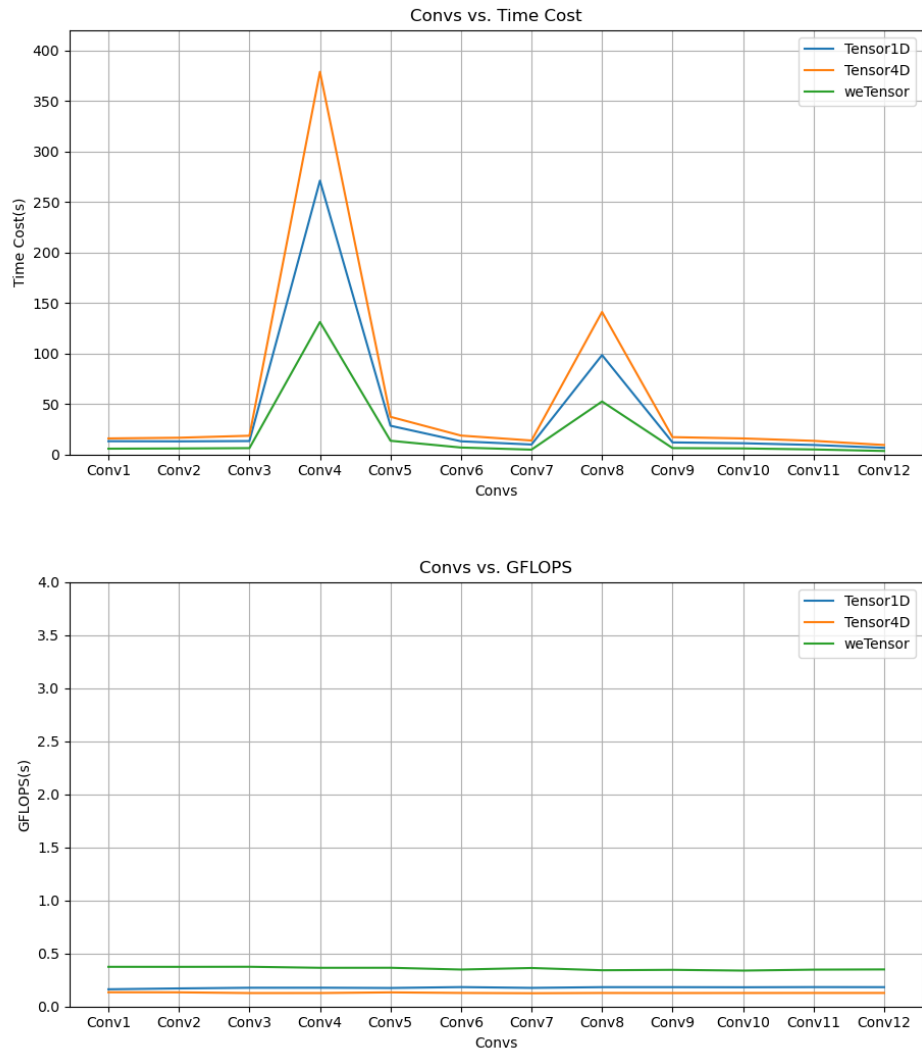 Convs vs. Time Cost
400
350
300
250
200
150
100
50
0
Time Cost(s)
Tensor1D
Tensor4D
weTensor
Conv1 Conv2 Conv3 Conv4 Conv5 Conv6 Conv7 Conv8 Conv9 Conv10 Conv11 Conv12
Convs
Convs vs. GFLOPS
4.0
3.5
3.0
2.5
2.0
1.5
1.0
0.5
0.0
GFLOPS(s)
Tensor1D
Tensor4D
weTensor
Conv1 Conv2 Conv3 Conv4 Conv5 Conv6 Conv7 Conv8 Conv9 Conv10 Conv11 Conv12
Convs